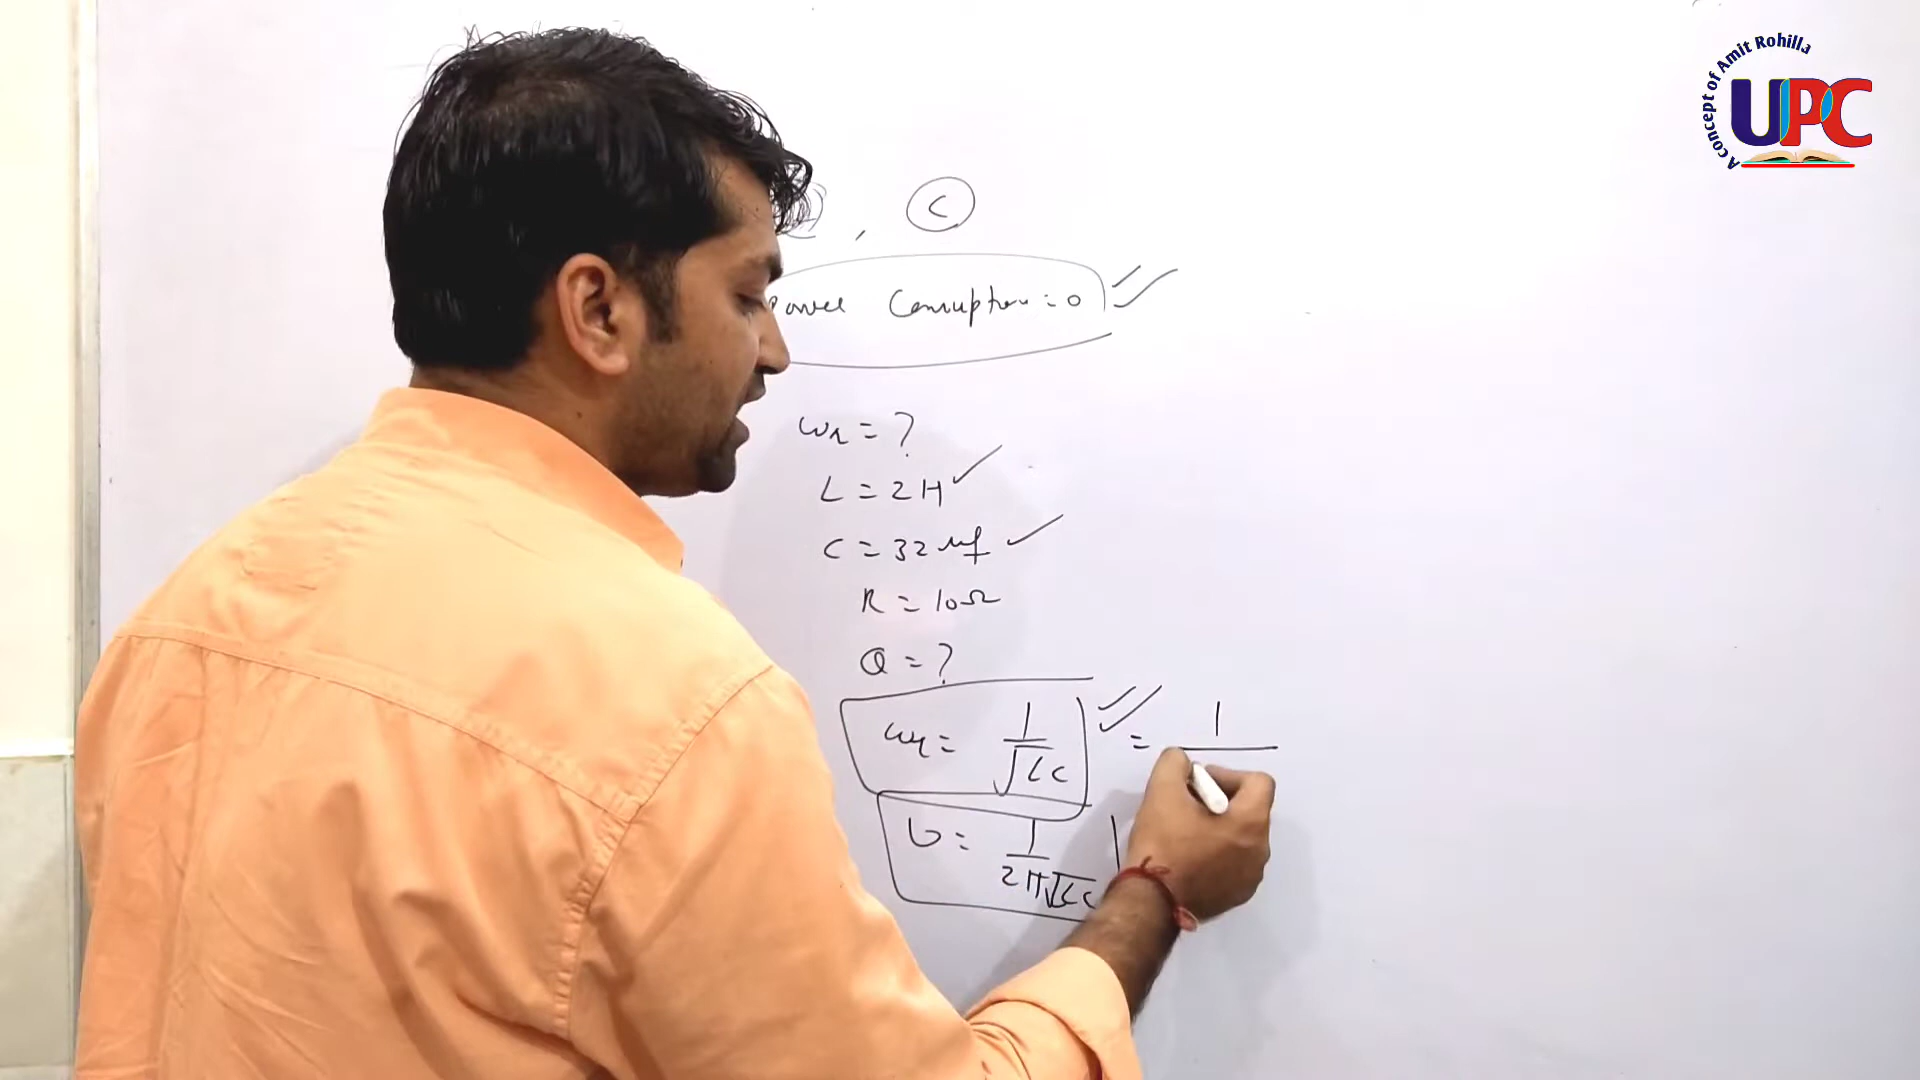 A concept of Amit Rohilla
UPC
, C
Power Consuption = 0
ωr = ?
L = 2H
C = 32 μf
R = 10Ω
Q = ?
ωr = 1/√LC = 1
υ = 1/2π√LC